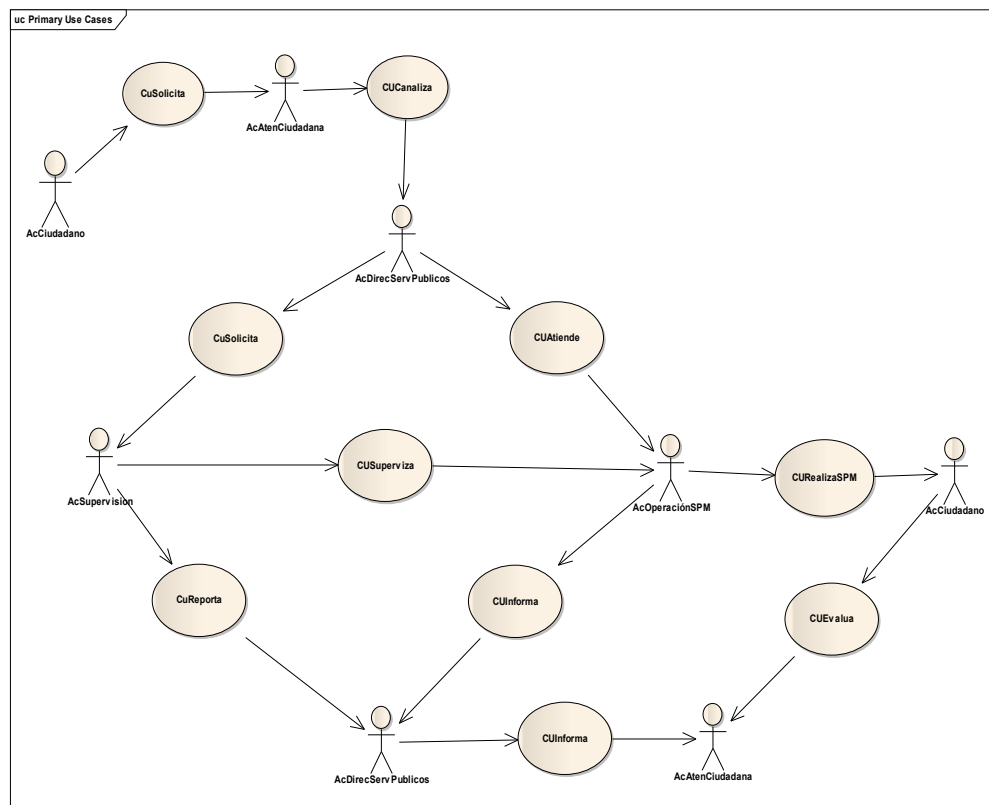 uc Primary Use Cases
CuSolicita
CUCanaliza
AcAtenCiudadana
AcCiudadano
AcDirecServPublicos
CuSolicita
CUAtiende
CUSuperviza
CURealizaSPM
AcSupervision
AcOperaciónSPM
AcCiudadano
CuReporta
CUInforma
CUEvalua
CUInforma
AcDirecServPublicos
AcAtenCiudadana